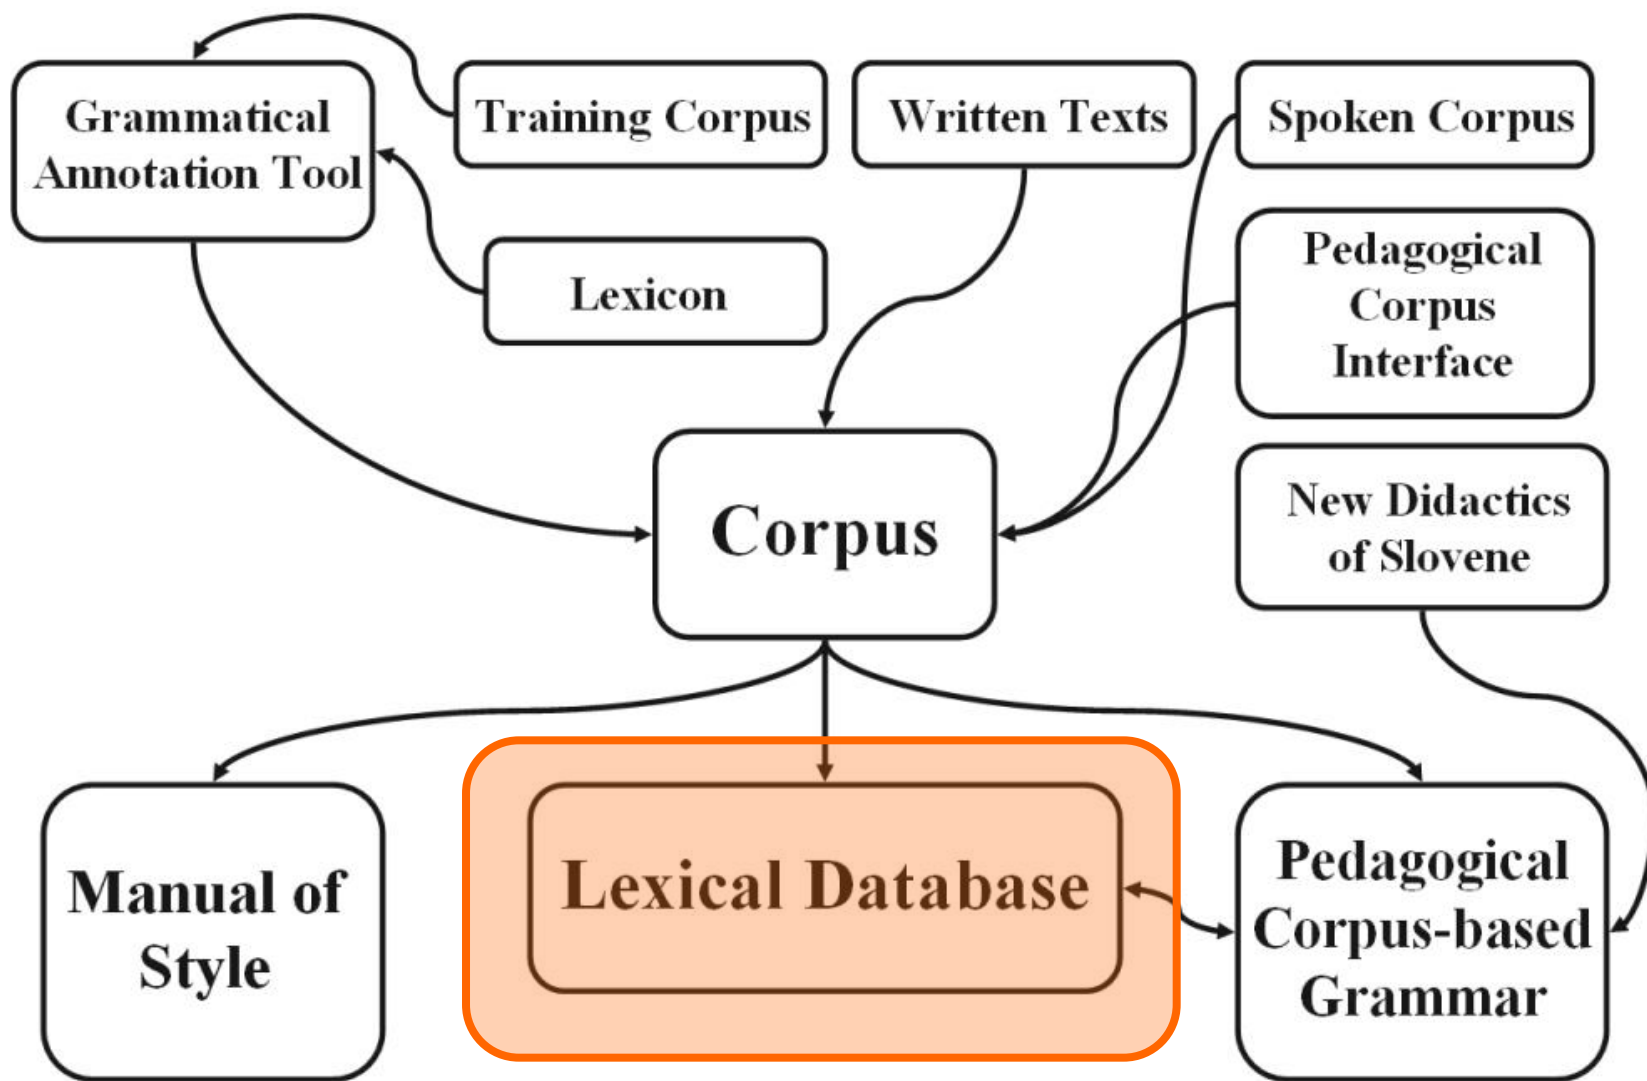 Grammatical
Annotation Tool
Training Corpus
Written Texts
Spoken Corpus
Lexicon
Pedagogical
Corpus
Interface
Corpus
New Didactics
of Slovene
Manual of
Style
Lexical Database
Pedagogical
Corpus-based
Grammar